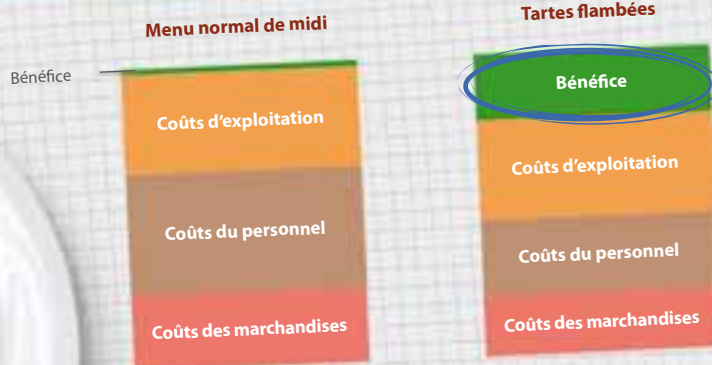 Menu normal de midi
Bénéfice
Coûts d'exploitation
Coûts du personnel
Coûts des marchandises
Tartes flambées
Bénéfice
Coûts d'exploitation
Coûts du personnel
Coûts des marchandises